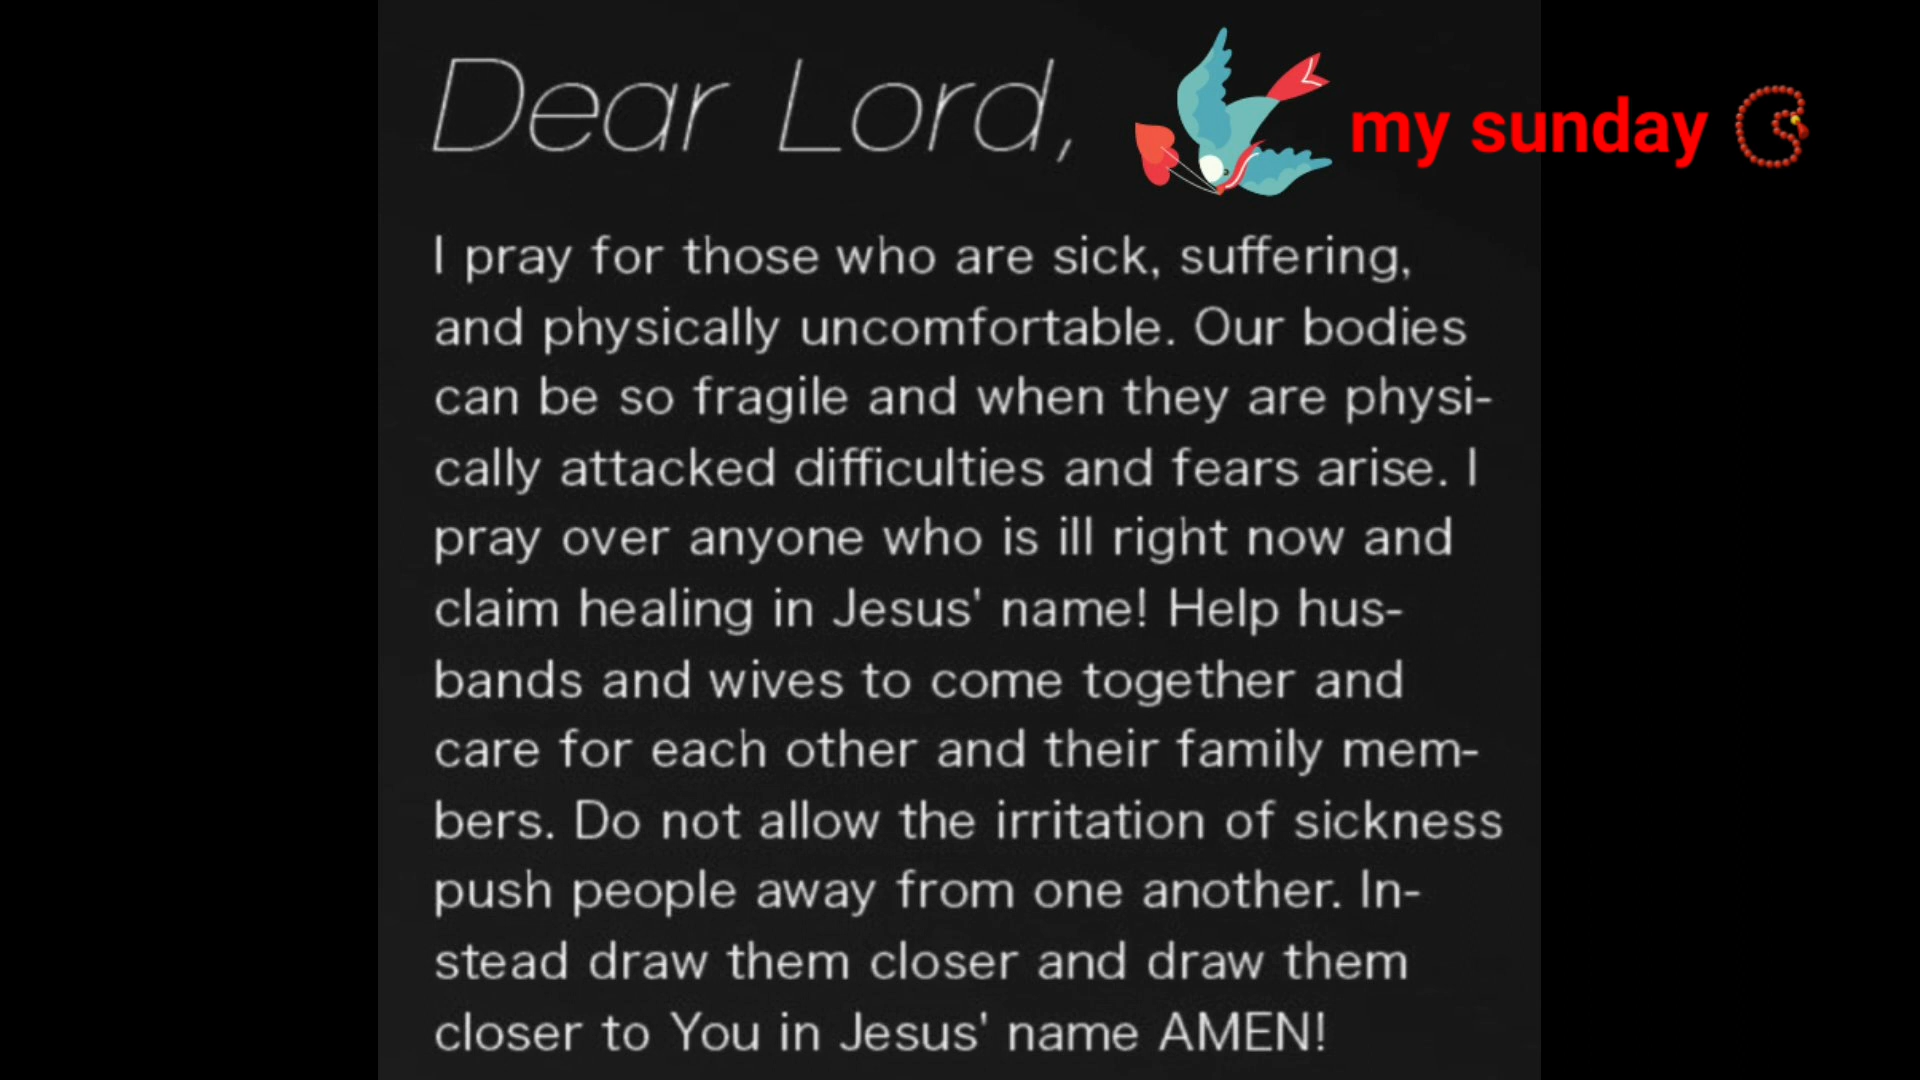 Dear Lord,
my sunday
I pray for those who are sick, suffering,
and physically uncomfortable. Our bodies
can be so fragile and when they are physi-
cally attacked difficulties and fears arise. I
pray over anyone who is ill right now and
claim healing in Jesus' name! Help hus-
bands and wives to come together and
care for each other and their family mem-
bers. Do not allow the irritation of sickness
push people away from one another. In-
stead draw them closer and draw them
closer to You in Jesus' name AMEN!